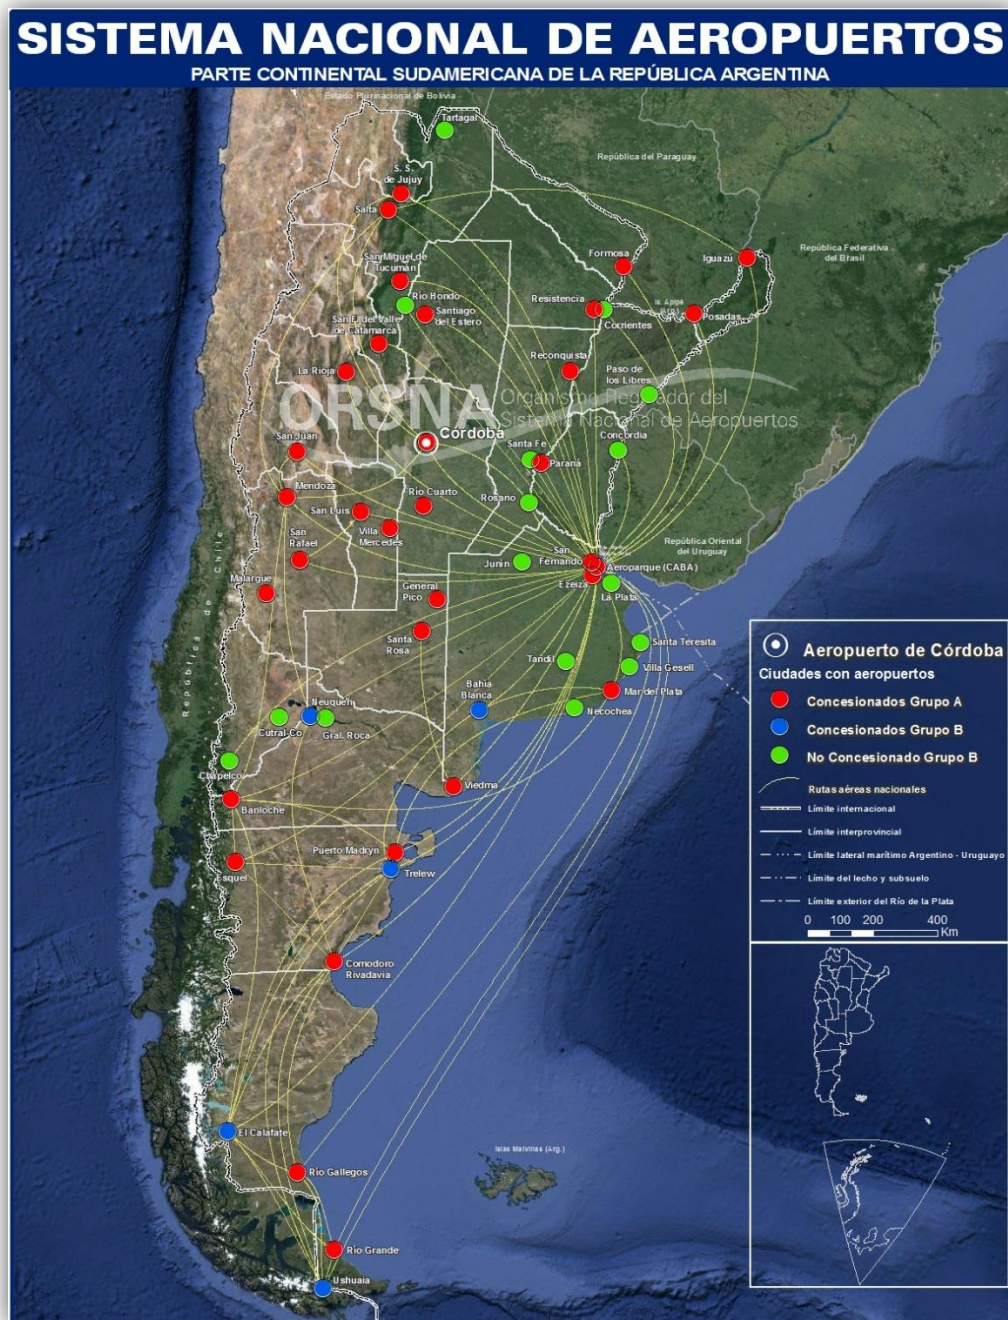 SISTEMA NACIONAL DE AEROPUERTOS
PARTE CONTINENTAL SUDAMERICANA DE LA REPÚBLICA ARGENTINA
Estado Plurinacional de Bolivia
Tartagal
República del Paraguay
S. S.
de Jujuy
Salta
República Federativa
del Brasil
Formosa
Iguazú
San Miguel de
Tucumán
Río Hondo
Santiago
del Estero
Resistencia
Corrientes
Is. Apipé
Posadas
San F. del Valle
de Catamarca
La Rioja
Reconquista
Paso de
los Libres
ORSNA
Organismo Regulador del
Sistema Nacional de Aeropuertos
Córdoba
San Juan
Santa Fe
Paraná
Concordia
Mendoza
San Luis
Río Cuarto
Rosario
Villa
Mercedes
San
Rafael
República Oriental
del Uruguay
San
Fernando
Junín
Aeroparque (CABA)
Ezeiza
La Plata
Malargüe
General
Pico
Santa
Rosa
República de Chile
Santa Teresita
Tandil
Villa Gesell
Mar del Plata
Necochea
Bahía
Blanca
Neuquén
Cutral-Co
Gral. Roca
Chapelco
Bariloche
Viedma
Puerto Madryn
Trelew
Esquel
Comodoro
Rivadavia
El Calafate
Río Gallegos
Islas Malvinas (Arg.)
Río Grande
Ushuaia
Aeropuerto de Córdoba
Ciudades con aeropuertos
Concesionados Grupo A
Concesionados Grupo B
No Concesionado Grupo B
Rutas aéreas nacionales
Límite internacional
Límite interprovincial
Límite lateral marítimo Argentino - Uruguayo
Límite del lecho y subsuelo
Límite exterior del Río de la Plata
0 100 200 400
Km